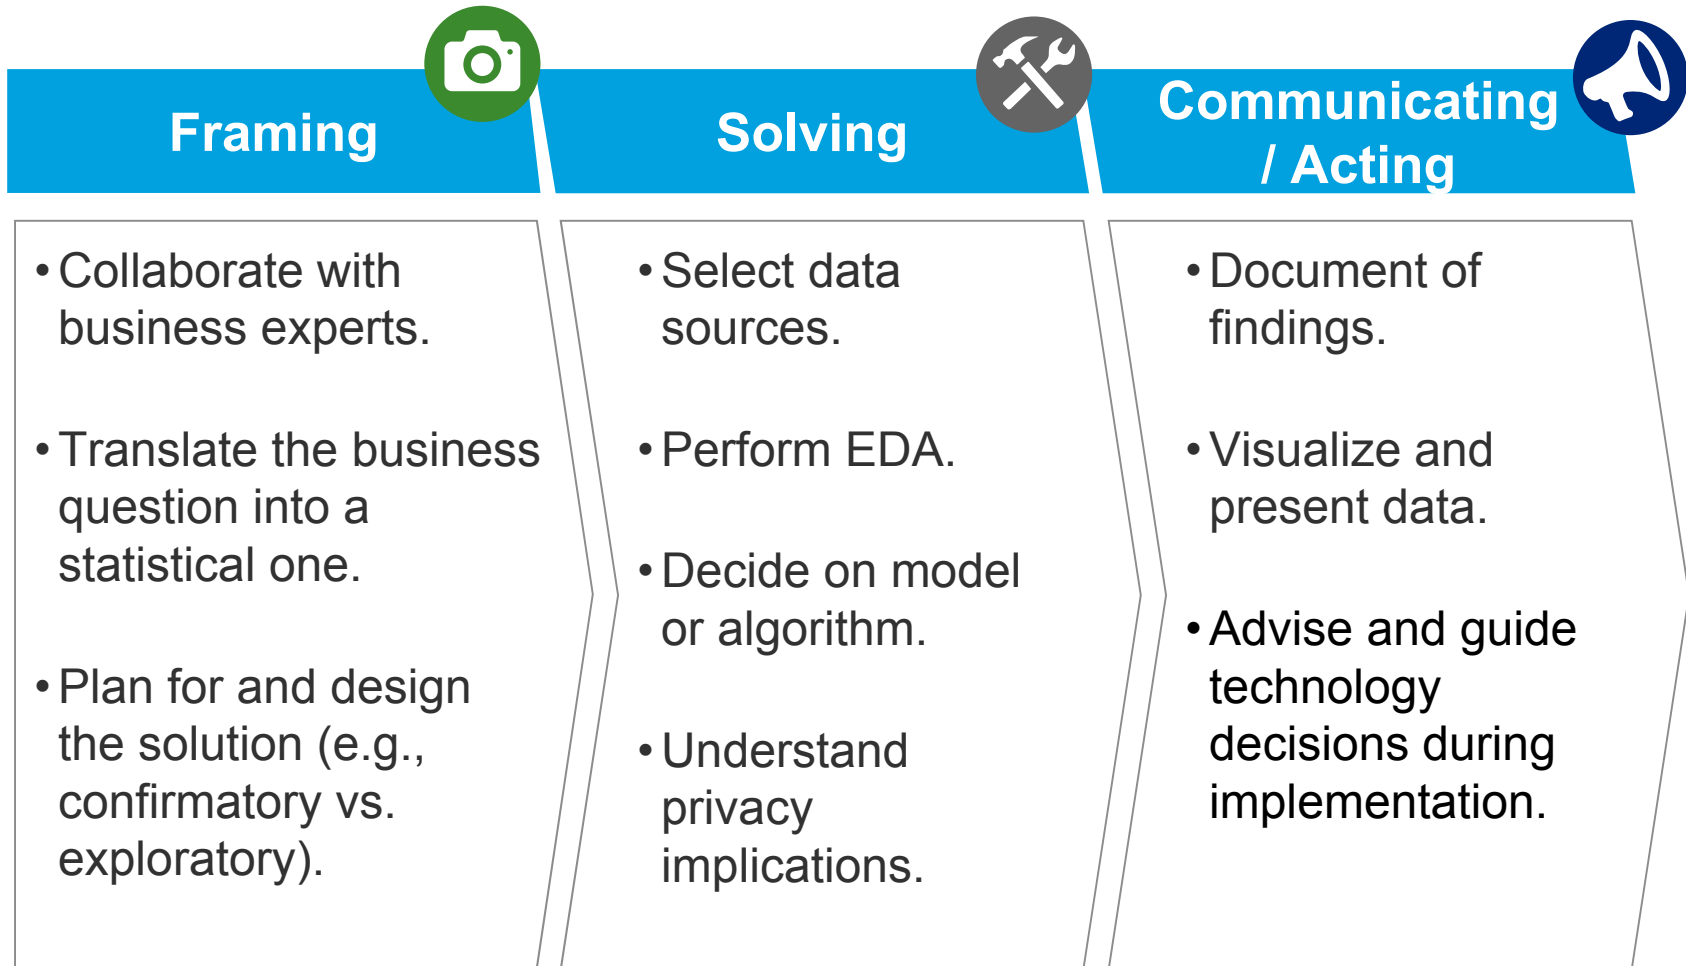 Framing
Solving
Communicating
/ Acting
• Collaborate with
business experts.
• Translate the business
question into a
statistical one.
• Plan for and design
the solution (e.g.,
confirmatory vs.
exploratory).
• Select data
sources.
• Perform EDA.
• Decide on model
or algorithm.
• Understand
privacy
implications.
• Document of
findings.
• Visualize and
present data.
• Advise and guide
technology
decisions during
implementation.